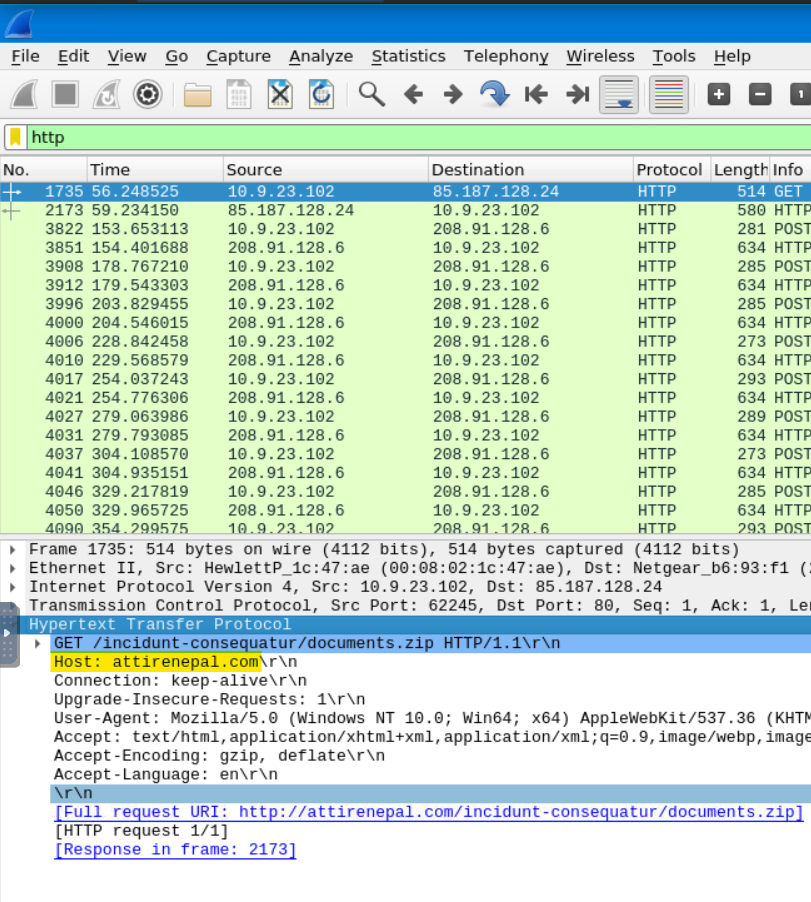 File Edit View Go Capture Analyze Statistics Telephony Wireless Tools Help
http
No. Time Source Destination Protocol Length Info
1735 56.248525 10.9.23.102 85.187.128.24 HTTP 514 GET
2173 59.234150 85.187.128.24 10.9.23.102 HTTP 580 HTTP
3822 153.653113 10.9.23.102 208.91.128.6 HTTP 281 POST
3851 154.401688 208.91.128.6 10.9.23.102 HTTP 634 HTTP
3908 178.767210 10.9.23.102 208.91.128.6 HTTP 285 POST
3912 179.543303 208.91.128.6 10.9.23.102 HTTP 634 HTTP
3996 203.829455 10.9.23.102 208.91.128.6 HTTP 285 POST
4000 204.546015 208.91.128.6 10.9.23.102 HTTP 634 HTTP
4006 228.842458 10.9.23.102 208.91.128.6 HTTP 273 POST
4010 229.568579 208.91.128.6 10.9.23.102 HTTP 634 HTTP
4017 254.037243 10.9.23.102 208.91.128.6 HTTP 293 POST
4021 254.776306 208.91.128.6 10.9.23.102 HTTP 634 HTTP
4027 279.063986 10.9.23.102 208.91.128.6 HTTP 289 POST
4031 279.793085 208.91.128.6 10.9.23.102 HTTP 634 HTTP
4037 304.108570 10.9.23.102 208.91.128.6 HTTP 273 POST
4041 304.935151 208.91.128.6 10.9.23.102 HTTP 634 HTTP
4046 329.217819 10.9.23.102 208.91.128.6 HTTP 285 POST
4050 329.965725 208.91.128.6 10.9.23.102 HTTP 634 HTTP
4090 354.299575 10.9.23.102 208.91.128.6 HTTP 293 POST
Frame 1735: 514 bytes on wire (4112 bits), 514 bytes captured (4112 bits)
Ethernet II, Src: HewlettP_1c:47:ae (00:08:02:1c:47:ae), Dst: Netgear_b6:93:f1 (
Internet Protocol Version 4, Src: 10.9.23.102, Dst: 85.187.128.24
Transmission Control Protocol, Src Port: 62245, Dst Port: 80, Seq: 1, Ack: 1, Le
Hypertext Transfer Protocol
GET /incidunt-consequatur/documents.zip HTTP/1.1\r\n
Host: attirenepal.com\r\n
Connection: keep-alive\r\n
Upgrade-Insecure-Requests: 1\r\n
User-Agent: Mozilla/5.0 (Windows NT 10.0; Win64; x64) AppleWebKit/537.36 (KHTM
Accept: text/html,application/xhtml+xml,application/xml;q=0.9,image/webp,image
Accept-Encoding: gzip, deflate\r\n
Accept-Language: en\r\n
\r\n
[Full request URI: http://attirenepal.com/incidunt-consequatur/documents.zip]
[HTTP request 1/1]
[Response in frame: 2173]